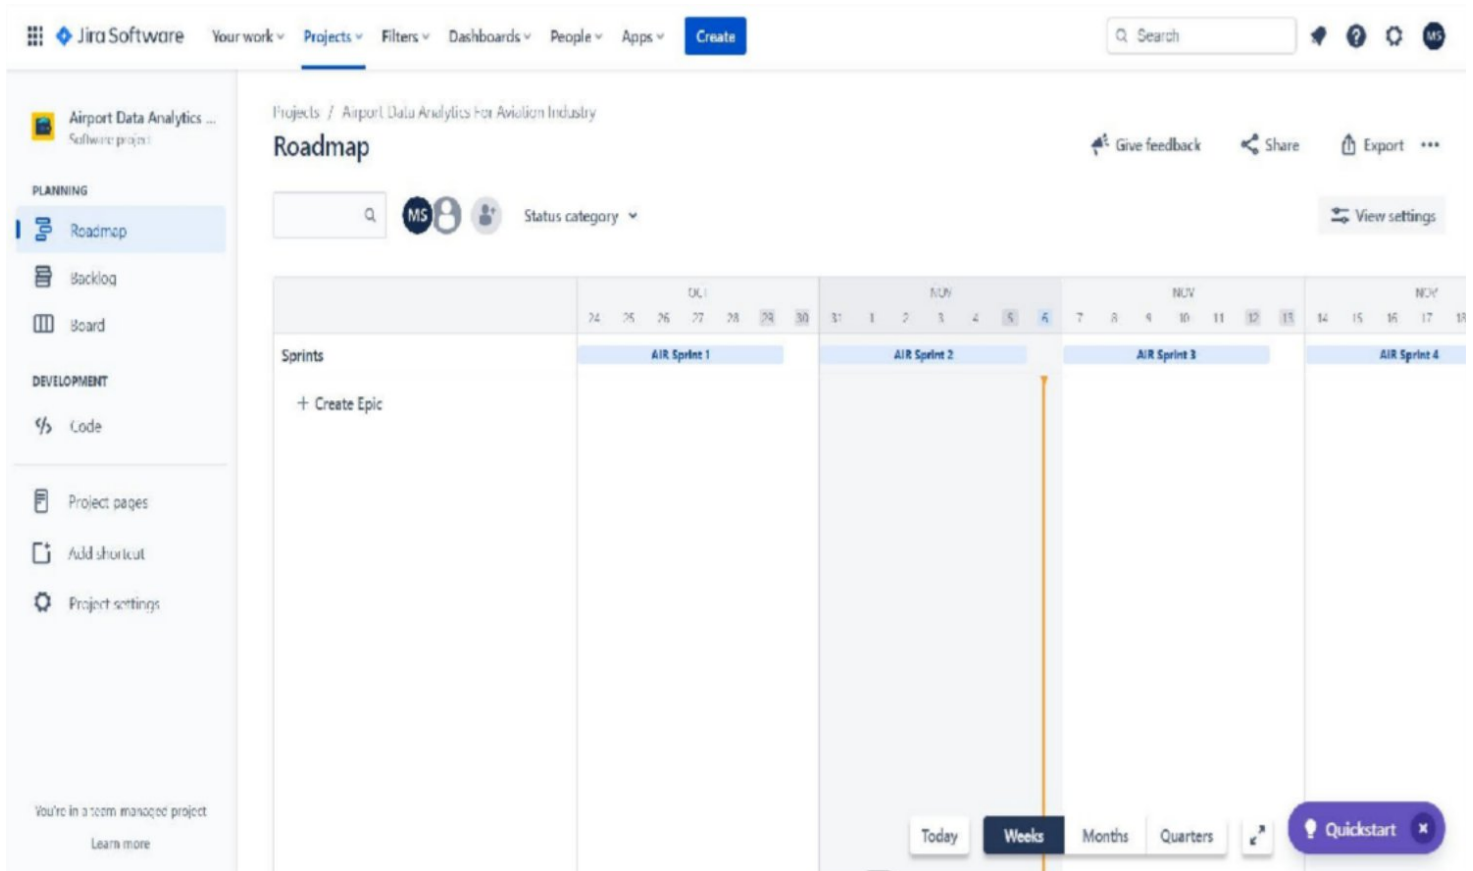 Jira Software Your work Projects Filters Dashboards People Apps Create Search MS
Airport Data Analytics ...
Software project
PLANNING
Roadmap
Backlog
Board
DEVELOPMENT
Code
Project pages
Add shortcut
Project settings
You're in a team managed project
Learn more
Projects / Airport Data Analytics For Aviation Industry
Roadmap
Give feedback Share Export
MS Status category View settings
OCT NOV NOV NOV
24 25 26 27 28 29 30 31 1 2 3 4 5 6 7 8 9 10 11 12 13 14 15 16 17 18
Sprints AIR Sprint 1 AIR Sprint 2 AIR Sprint 3 AIR Sprint 4
+ Create Epic
Today Weeks Months Quarters Quickstart